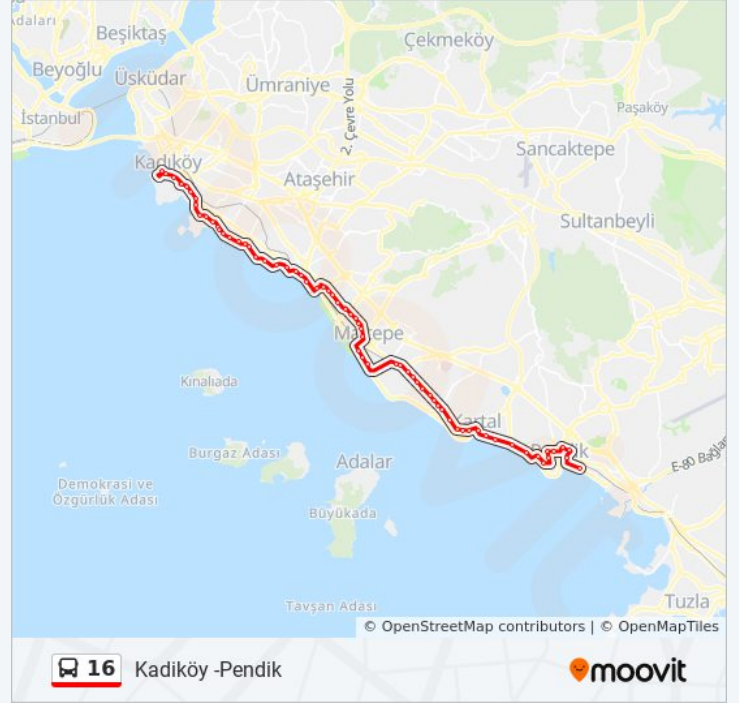 Adaları
Beşiktaş
Çekmeköy
Beyoğlu
Üsküdar
Ümraniye
2. Çevre Yolu
Paşaköy
İstanbul
Sancaktepe
Kadıköy
Ataşehir
Sultanbeyli
Maltepe
Kınalıada
Kartal
Burgaz Adası
Adalar
E-80 Bağla
Demokrasi ve
Özgürlük Adası
Büyükada
Tuzla
Tavşan Adası
© OpenStreetMap contributors | © OpenMapTiles
16 Kadiköy -Pendik
moovit